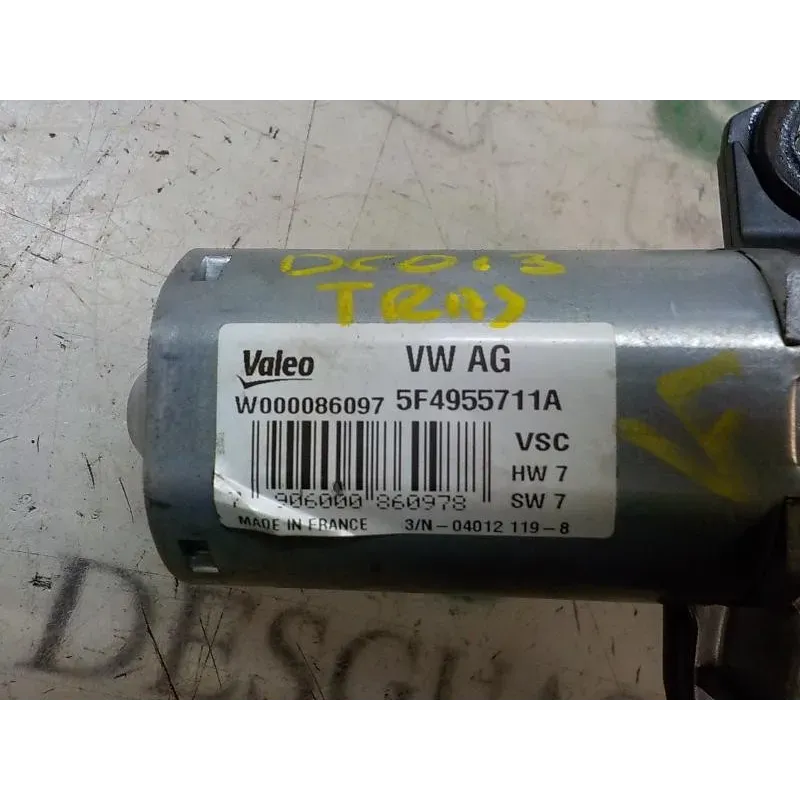 DC013
TRAS
Valeo VW AG
W000086097 5F4955711A
VSC
HW 7
7 906000 860978 SW 7
MADE IN FRANCE 3/N-04012 119-8